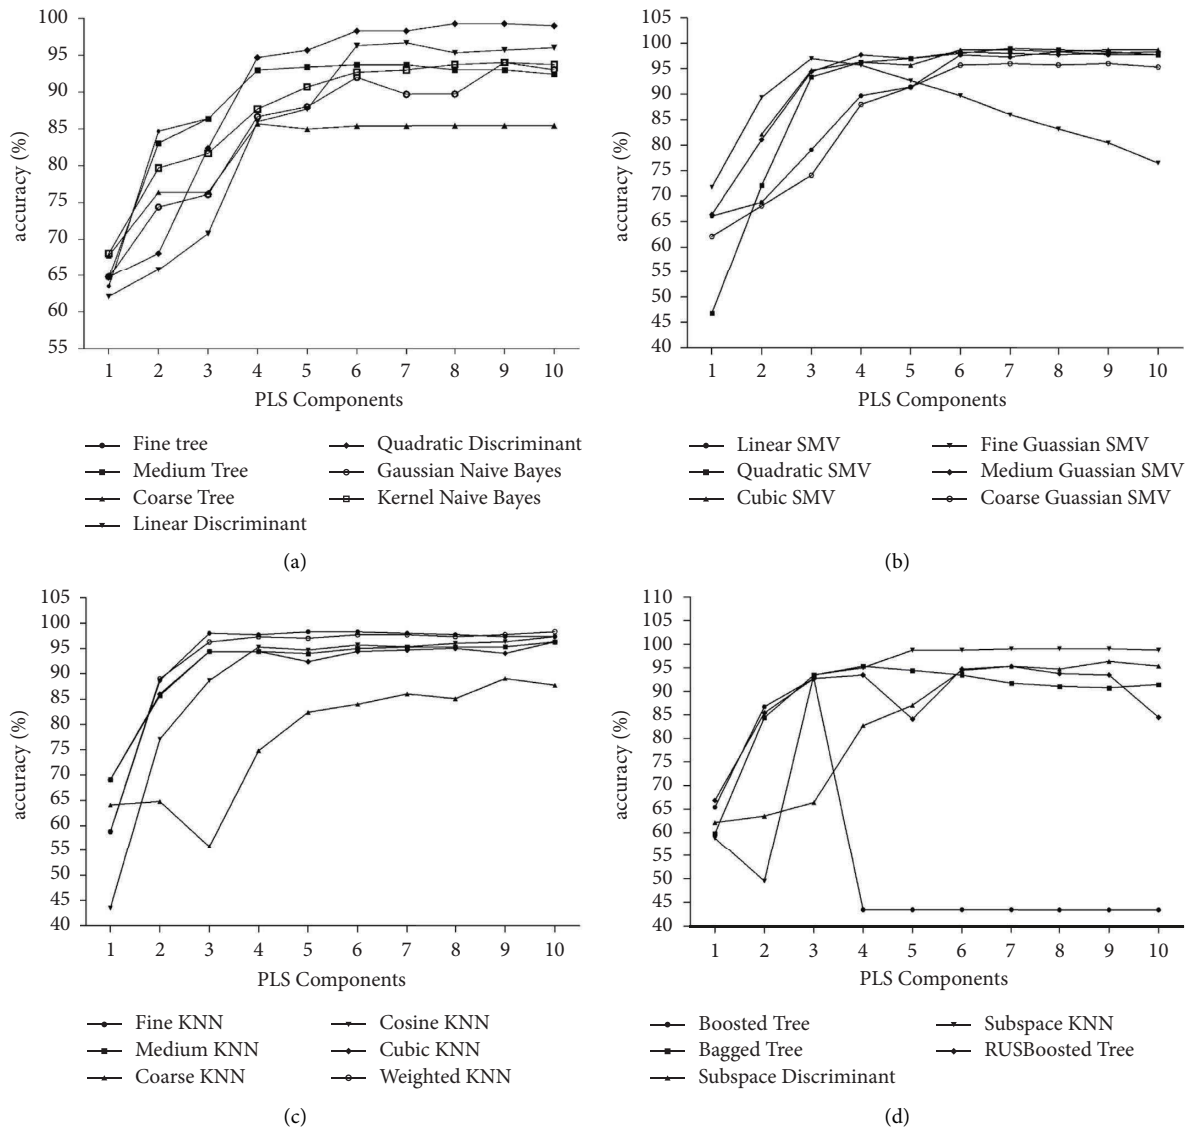 100
95
90
85
80
75
70
65
60
55
accuracy (%)
1 2 3 4 5 6 7 8 9 10
PLS Components
Fine tree
Medium Tree
Coarse Tree
Linear Discriminant
Quadratic Discriminant
Gaussian Naive Bayes
Kernel Naive Bayes
(a)
105
100
95
90
85
80
75
70
65
60
55
50
45
40
accuracy (%)
1 2 3 4 5 6 7 8 9 10
PLS Components
Linear SMV
Quadratic SMV
Cubic SMV
Fine Guassian SMV
Medium Guassian SMV
Coarse Guassian SMV
(b)
105
100
95
90
85
80
75
70
65
60
55
50
45
40
accuracy (%)
1 2 3 4 5 6 7 8 9 10
PLS Components
Fine KNN
Medium KNN
Coarse KNN
Cosine KNN
Cubic KNN
Weighted KNN
(c)
110
105
100
95
90
85
80
75
70
65
60
55
50
45
40
accuracy (%)
1 2 3 4 5 6 7 8 9 10
PLS Components
Boosted Tree
Bagged Tree
Subspace Discriminant
Subspace KNN
RUSBoosted Tree
(d)